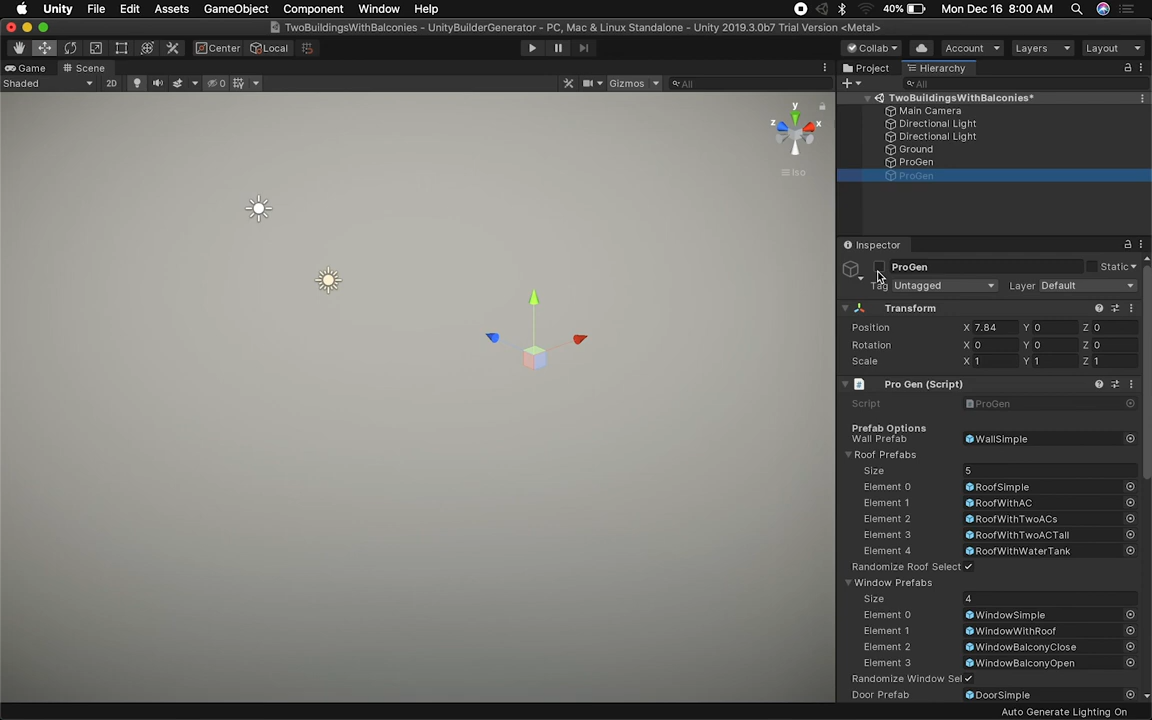 Unity File Edit Assets GameObject Component Window Help 40% Mon Dec 16 8:00 AM
TwoBuildingsWithBalconies - UnityBuilderGenerator - PC, Mac & Linux Standalone - Unity 2019.3.0b7 Trial Version <Metal>
Center Local Collab Account Layers Layout
Game Scene Project Hierarchy
Shaded 2D 0 Gizmos All All
TwoBuildingsWithBalconies*
Main Camera
Directional Light
Directional Light
Ground
ProGen
ProGen
y
z x
Iso
Inspector
ProGen Static
Tag Untagged Layer Default
Transform
Position X 7.84 Y 0 Z 0
Rotation X 0 Y 0 Z 0
Scale X 1 Y 1 Z 1
Pro Gen (Script)
Script ProGen
Prefab Options
Wall Prefab WallSimple
Roof Prefabs
Size 5
Element 0 RoofSimple
Element 1 RoofWithAC
Element 2 RoofWithTwoACs
Element 3 RoofWithTwoACTall
Element 4 RoofWithWaterTank
Randomize Roof Select
Window Prefabs
Size 4
Element 0 WindowSimple
Element 1 WindowWithRoof
Element 2 WindowBalconyClose
Element 3 WindowBalconyOpen
Randomize Window Sel
Door Prefab DoorSimple
Auto Generate Lighting On